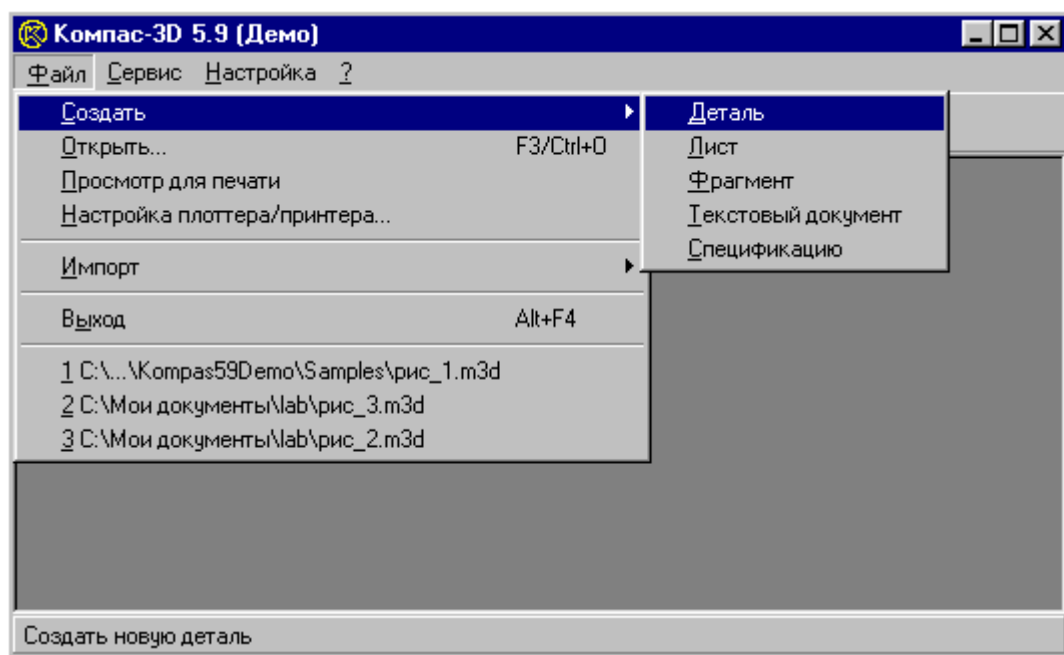 Компас-3D 5.9 (Демо)
Файл Сервис Настройка ?
Создать
Открыть... F3/Ctrl+O
Просмотр для печати
Настройка плоттера/принтера...
Импорт
Выход Alt+F4
1 C:\...\Kompas59Demo\Samples\рис_1.m3d
2 C:\Мои документы\lab\рис_3.m3d
3 C:\Мои документы\lab\рис_2.m3d
Деталь
Лист
Фрагмент
Текстовый документ
Спецификацию
Создать новую деталь